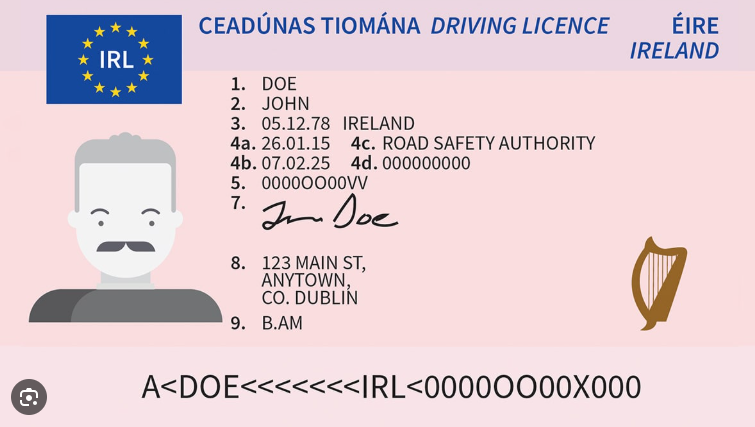 CEADÚNAS TIOMÁNA DRIVING LICENCE ÉIRE
IRELAND
IRL
1. DOE
2. JOHN
3. 05.12.78 IRELAND
4a. 26.01.15 4c. ROAD SAFETY AUTHORITY
4b. 07.02.25 4d. 000000000
5. 0000OO00VV
7. Jn Doe
8. 123 MAIN ST,
ANYTOWN,
CO. DUBLIN
9. B.AM
A<DOE<<<<<<<IRL<0000OO00X000